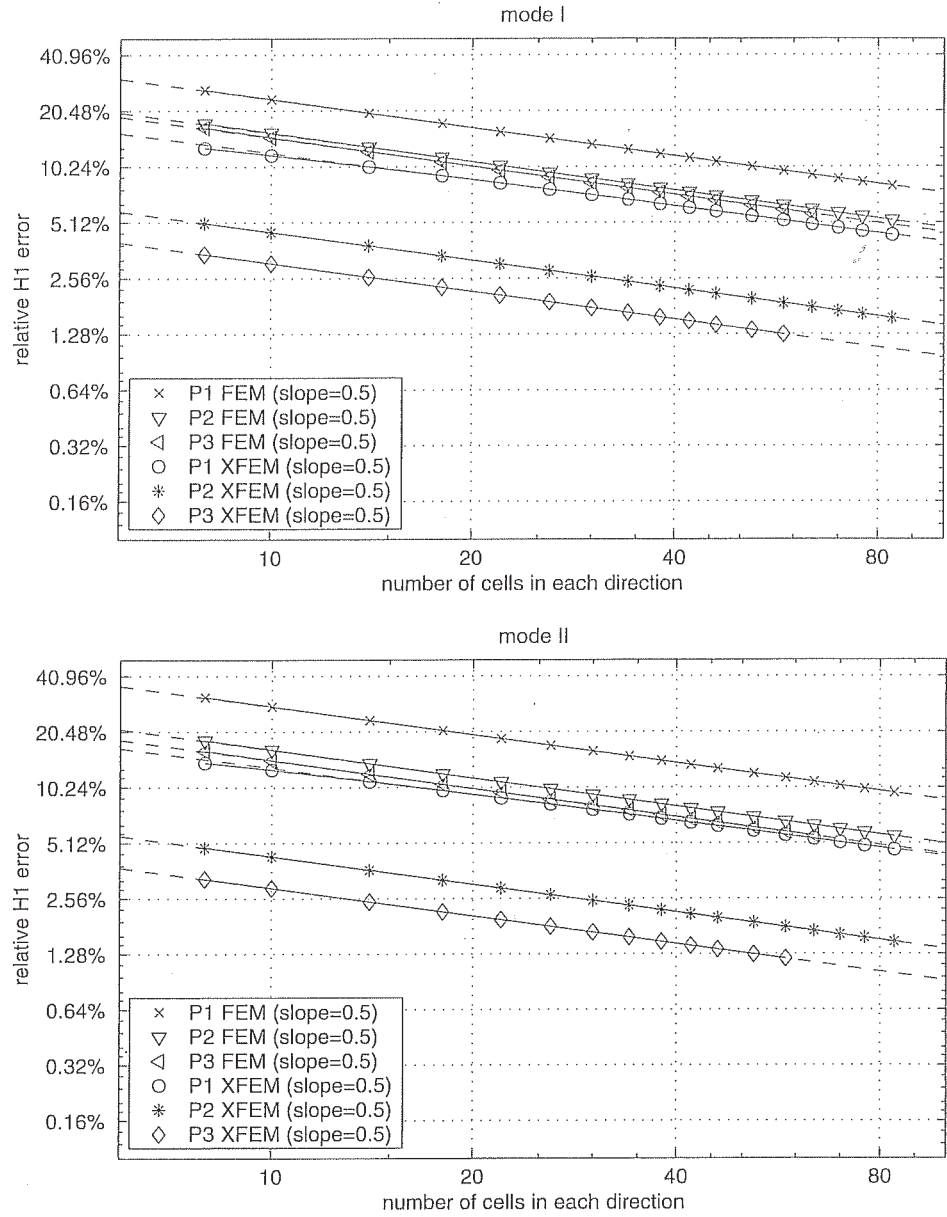 mode I
40.96%
20.48%
10.24%
5.12%
2.56%
1.28%
0.64%
0.32%
0.16%
relative H1 error
P1 FEM (slope=0.5)
P2 FEM (slope=0.5)
P3 FEM (slope=0.5)
P1 XFEM (slope=0.5)
P2 XFEM (slope=0.5)
P3 XFEM (slope=0.5)
10 20 40 80
number of cells in each direction
mode II
40.96%
20.48%
10.24%
5.12%
2.56%
1.28%
0.64%
0.32%
0.16%
relative H1 error
P1 FEM (slope=0.5)
P2 FEM (slope=0.5)
P3 FEM (slope=0.5)
P1 XFEM (slope=0.5)
P2 XFEM (slope=0.5)
P3 XFEM (slope=0.5)
10 20 40 80
number of cells in each direction